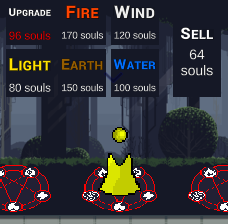 Upgrade Fire Wind
96 souls 170 souls 120 souls
Sell
64
souls
Light Earth Water
80 souls 150 souls 100 souls